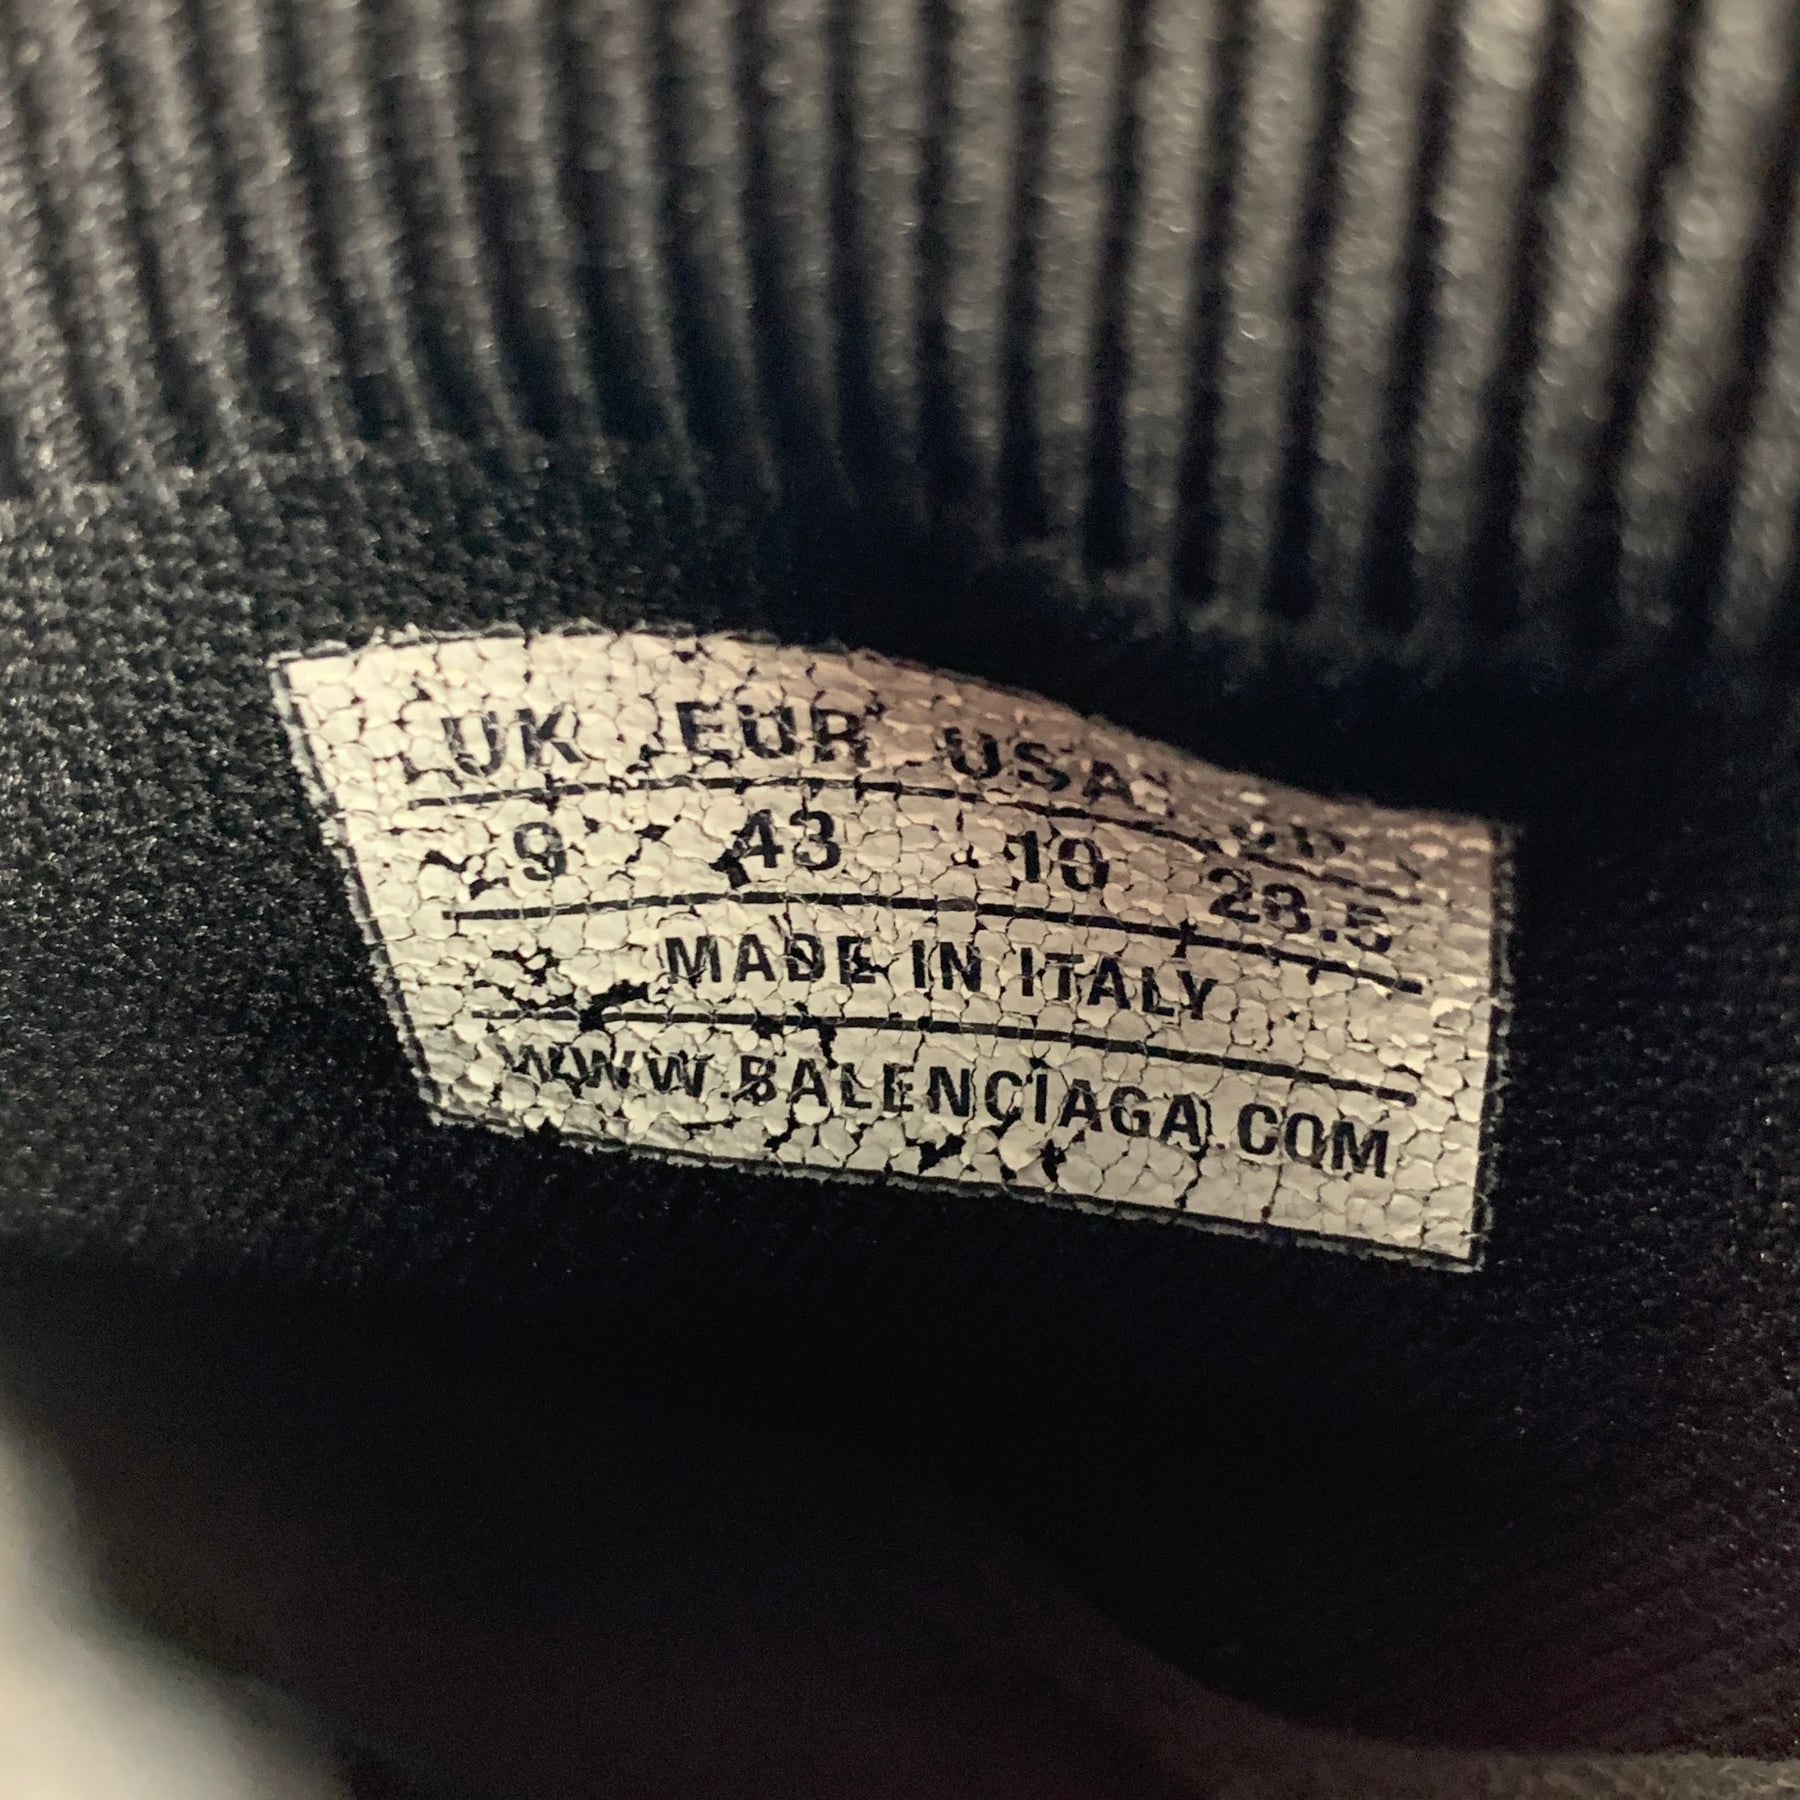 UK EUR USA
9 43 10 28.5
MADE IN ITALY
WWW.BALENCIAGA.COM